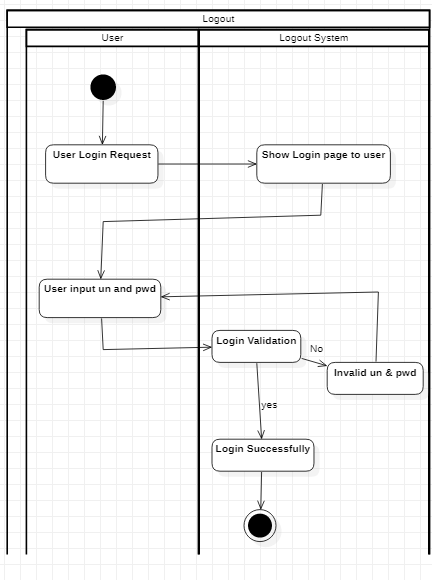 Logout
User
Logout System
User Login Request
Show Login page to user
User input un and pwd
Login Validation
No
Invalid un & pwd
yes
Login Successfully